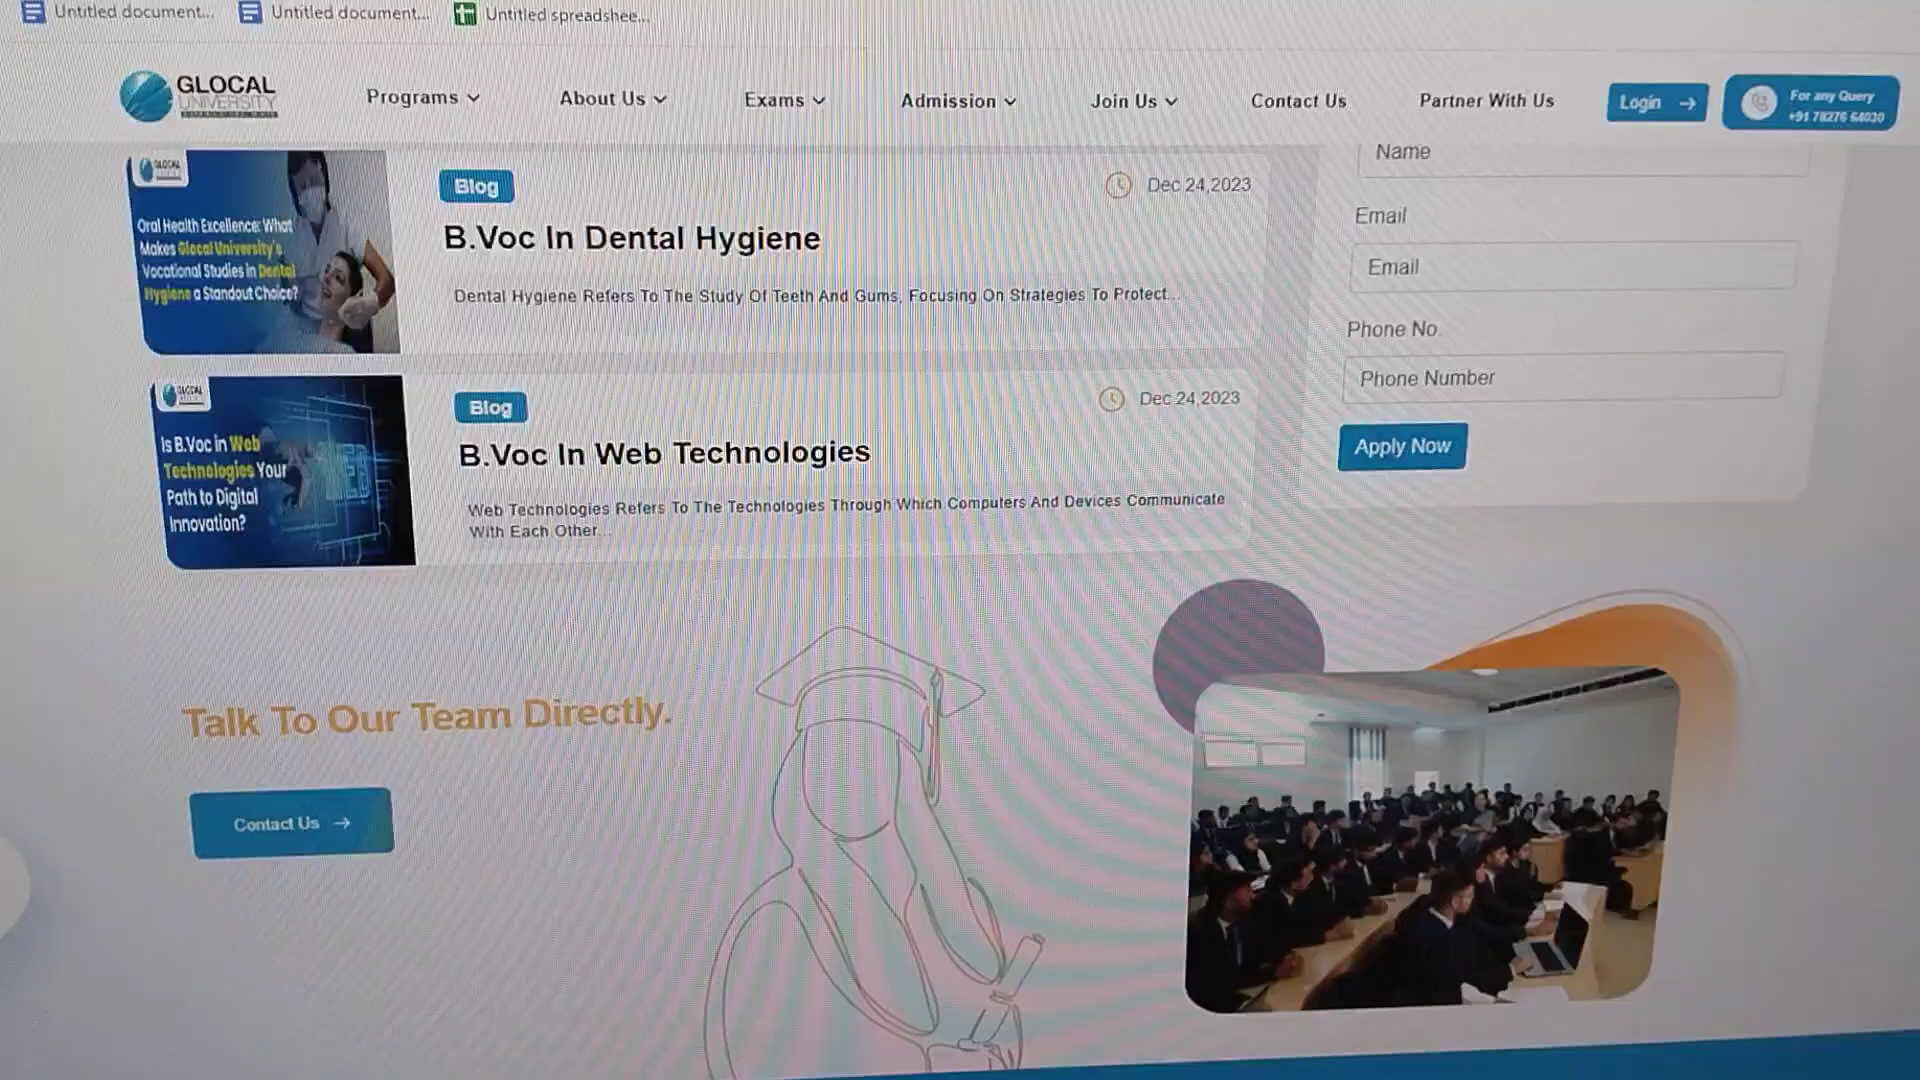 Untitled document...
Untitled document...
Untitled spreadshee...
GLOCAL
UNIVERSITY
Programs
About Us
Exams
Admission
Join Us
Contact Us
Partner With Us
Login →
For any Query
+91 78276 64030
Oral Health Excellence: What
Makes Glocal University's
Vocational Studies in Dental
Hygiene a Standout Choice?
Blog
Dec 24,2023
B.Voc In Dental Hygiene
Dental Hygiene Refers To The Study Of Teeth And Gums, Focusing On Strategies To Protect...
GLOCAL
Is B.Voc in Web
Technologies Your
Path to Digital
Innovation?
Blog
Dec 24,2023
B.Voc In Web Technologies
Web Technologies Refers To The Technologies Through Which Computers And Devices Communicate
With Each Other...
Name
Email
Email
Phone No.
Phone Number
Apply Now
Talk To Our Team Directly.
Contact Us →